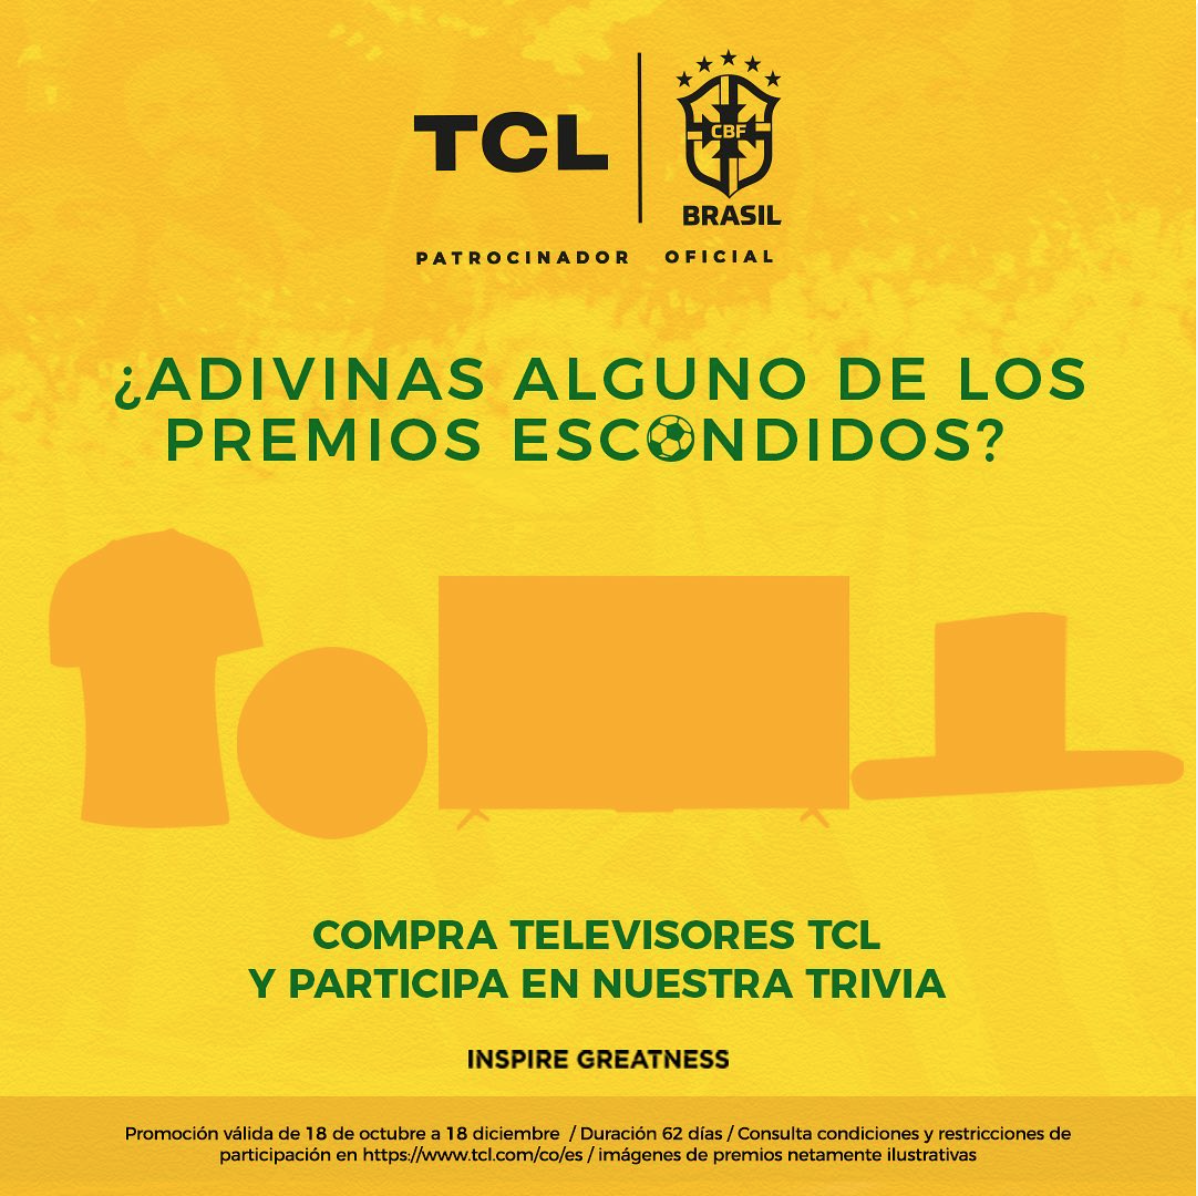 TCL
CBF
BRASIL
PATROCINADOR OFICIAL
¿ADIVINAS ALGUNO DE LOS
PREMIOS ESCONDIDOS?
COMPRA TELEVISORES TCL
Y PARTICIPA EN NUESTRA TRIVIA
INSPIRE GREATNESS
Promoción válida de 18 de octubre a 18 diciembre / Duración 62 días / Consulta condiciones y restricciones de
participación en https://www.tcl.com/co/es / imágenes de premios netamente ilustrativas